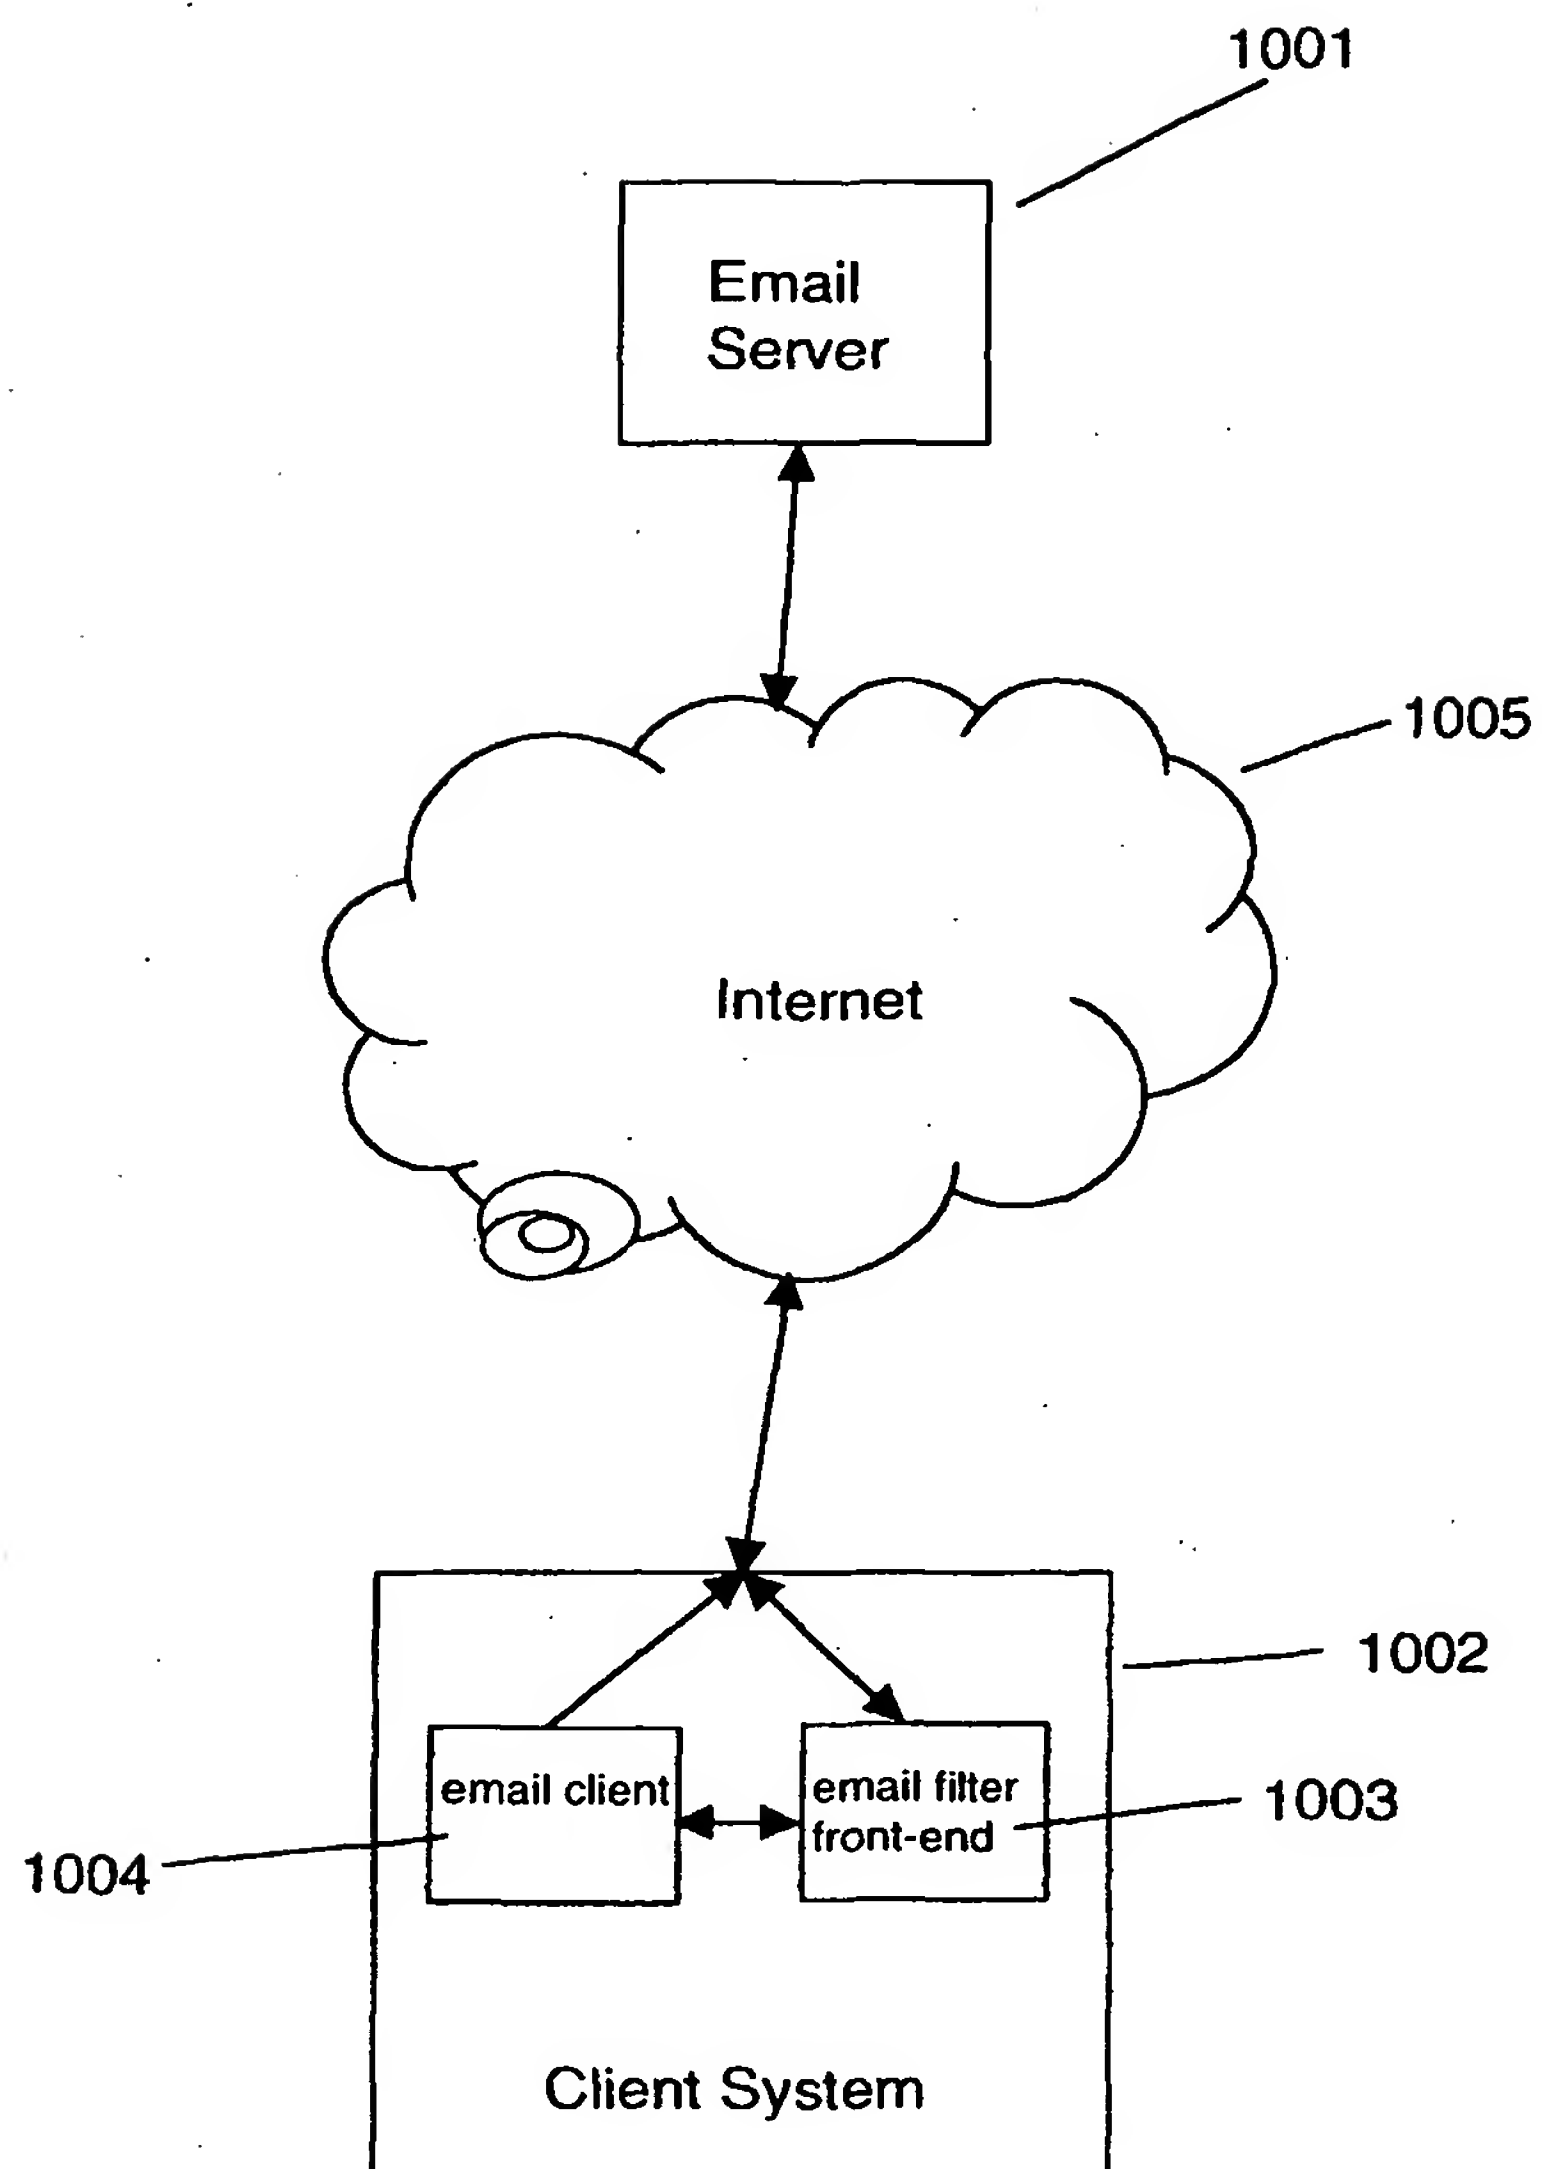 1001
Email
Server
1005
Internet
1002
email client
email filter
front-end
1003
1004
Client System